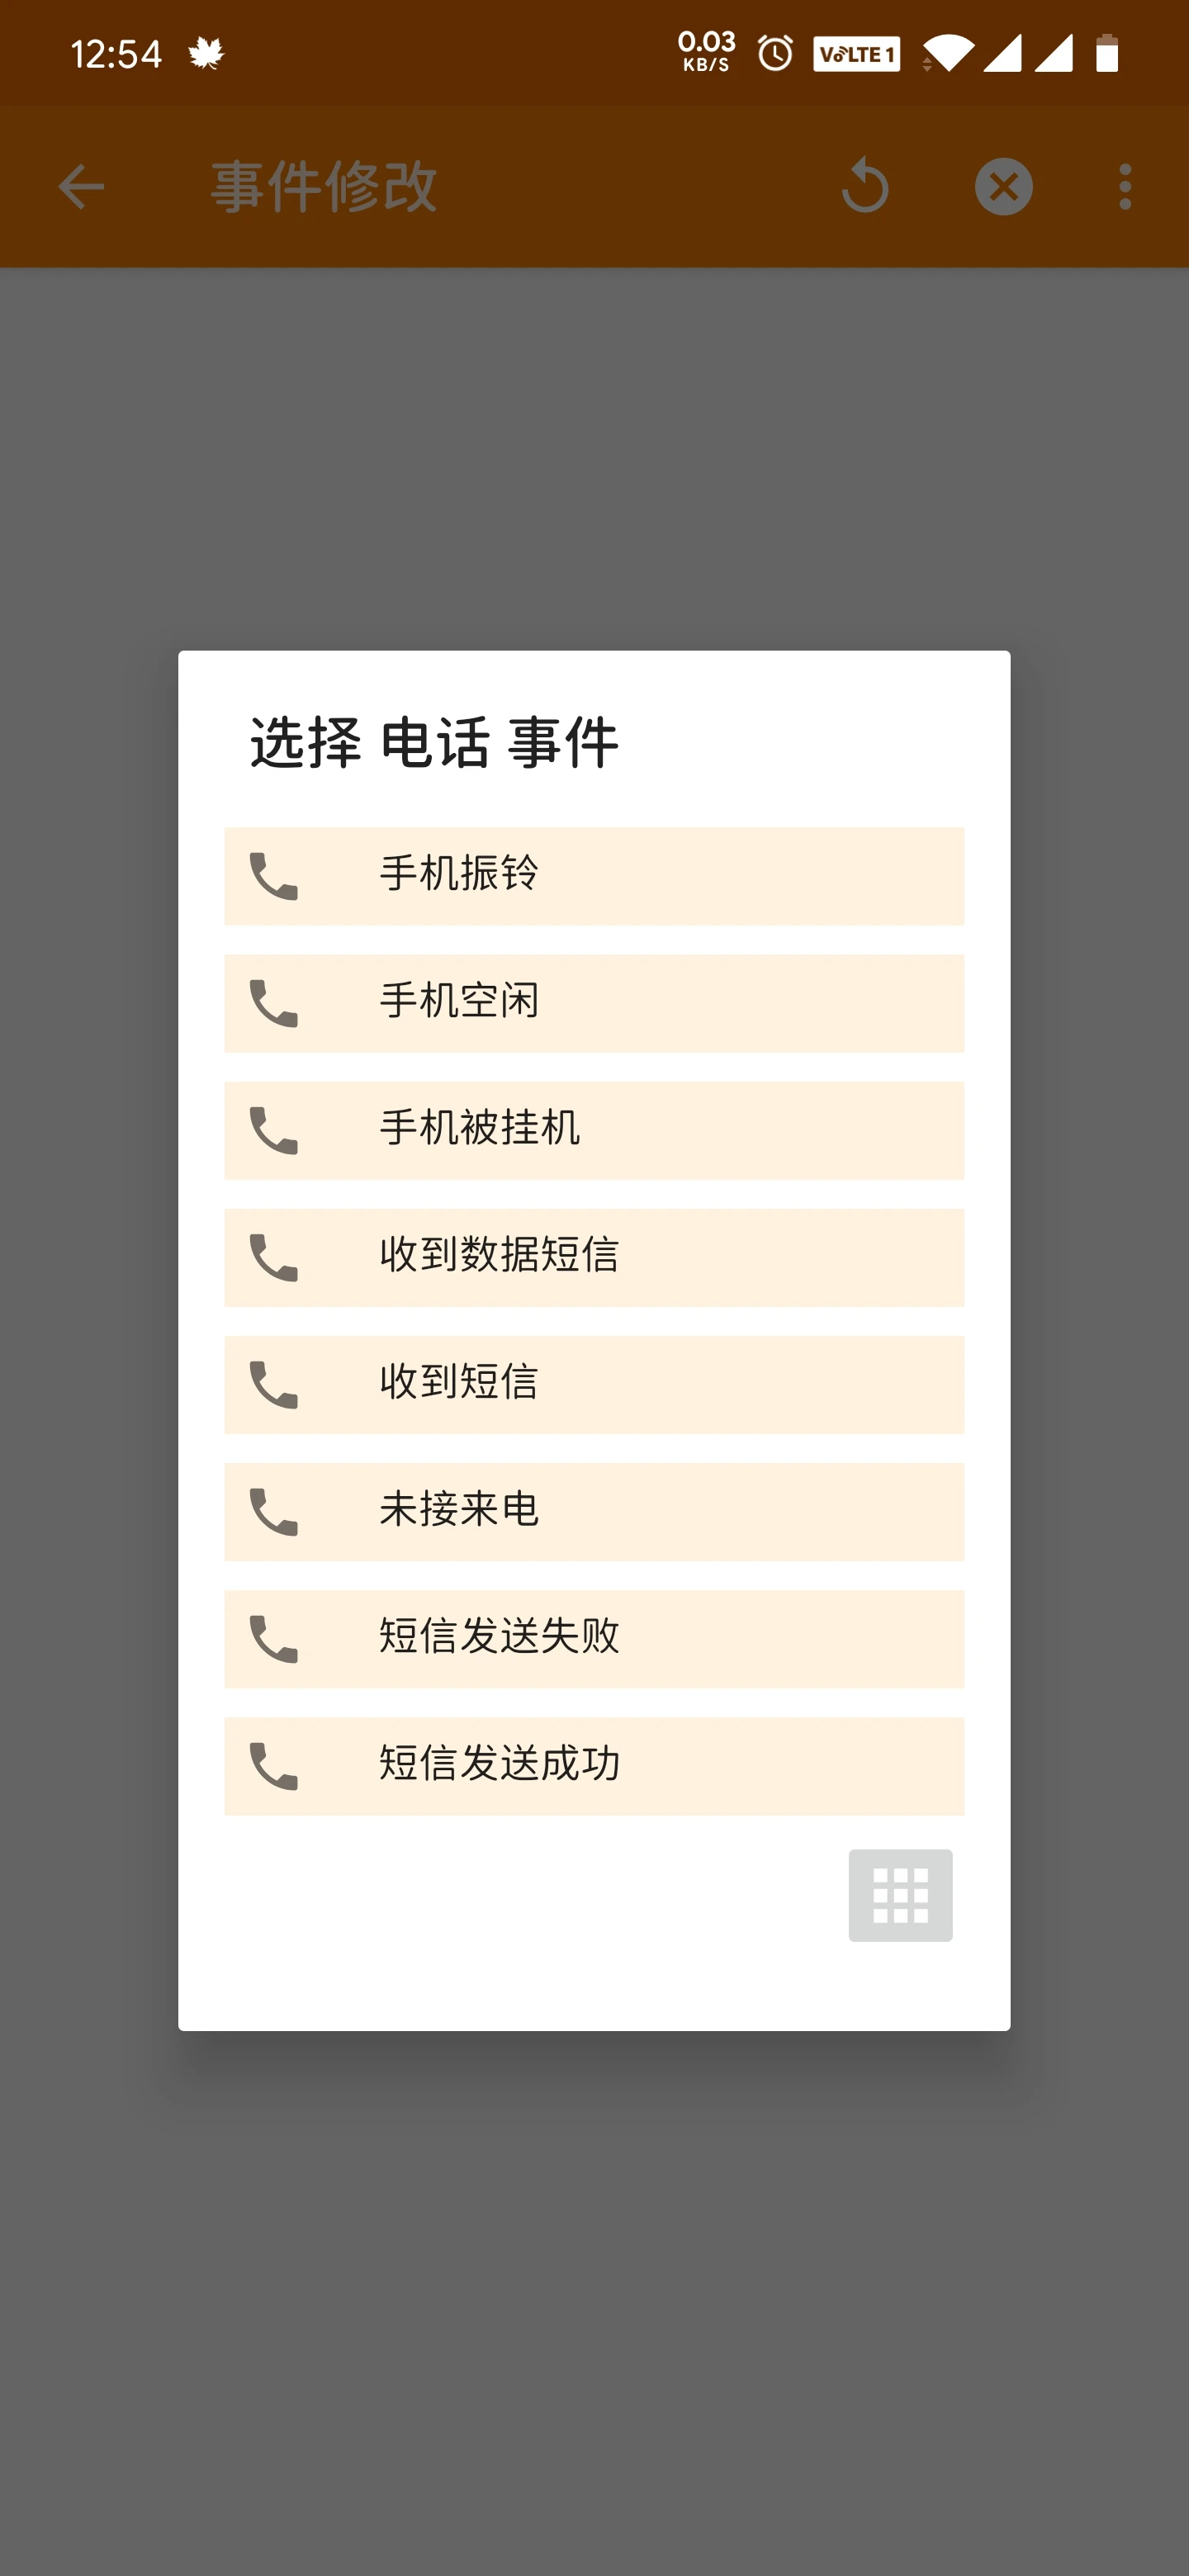 12:54
0.03
KB/S
VoLTE 1
事件修改
选择 电话 事件
手机振铃
手机空闲
手机被挂机
收到数据短信
收到短信
未接来电
短信发送失败
短信发送成功